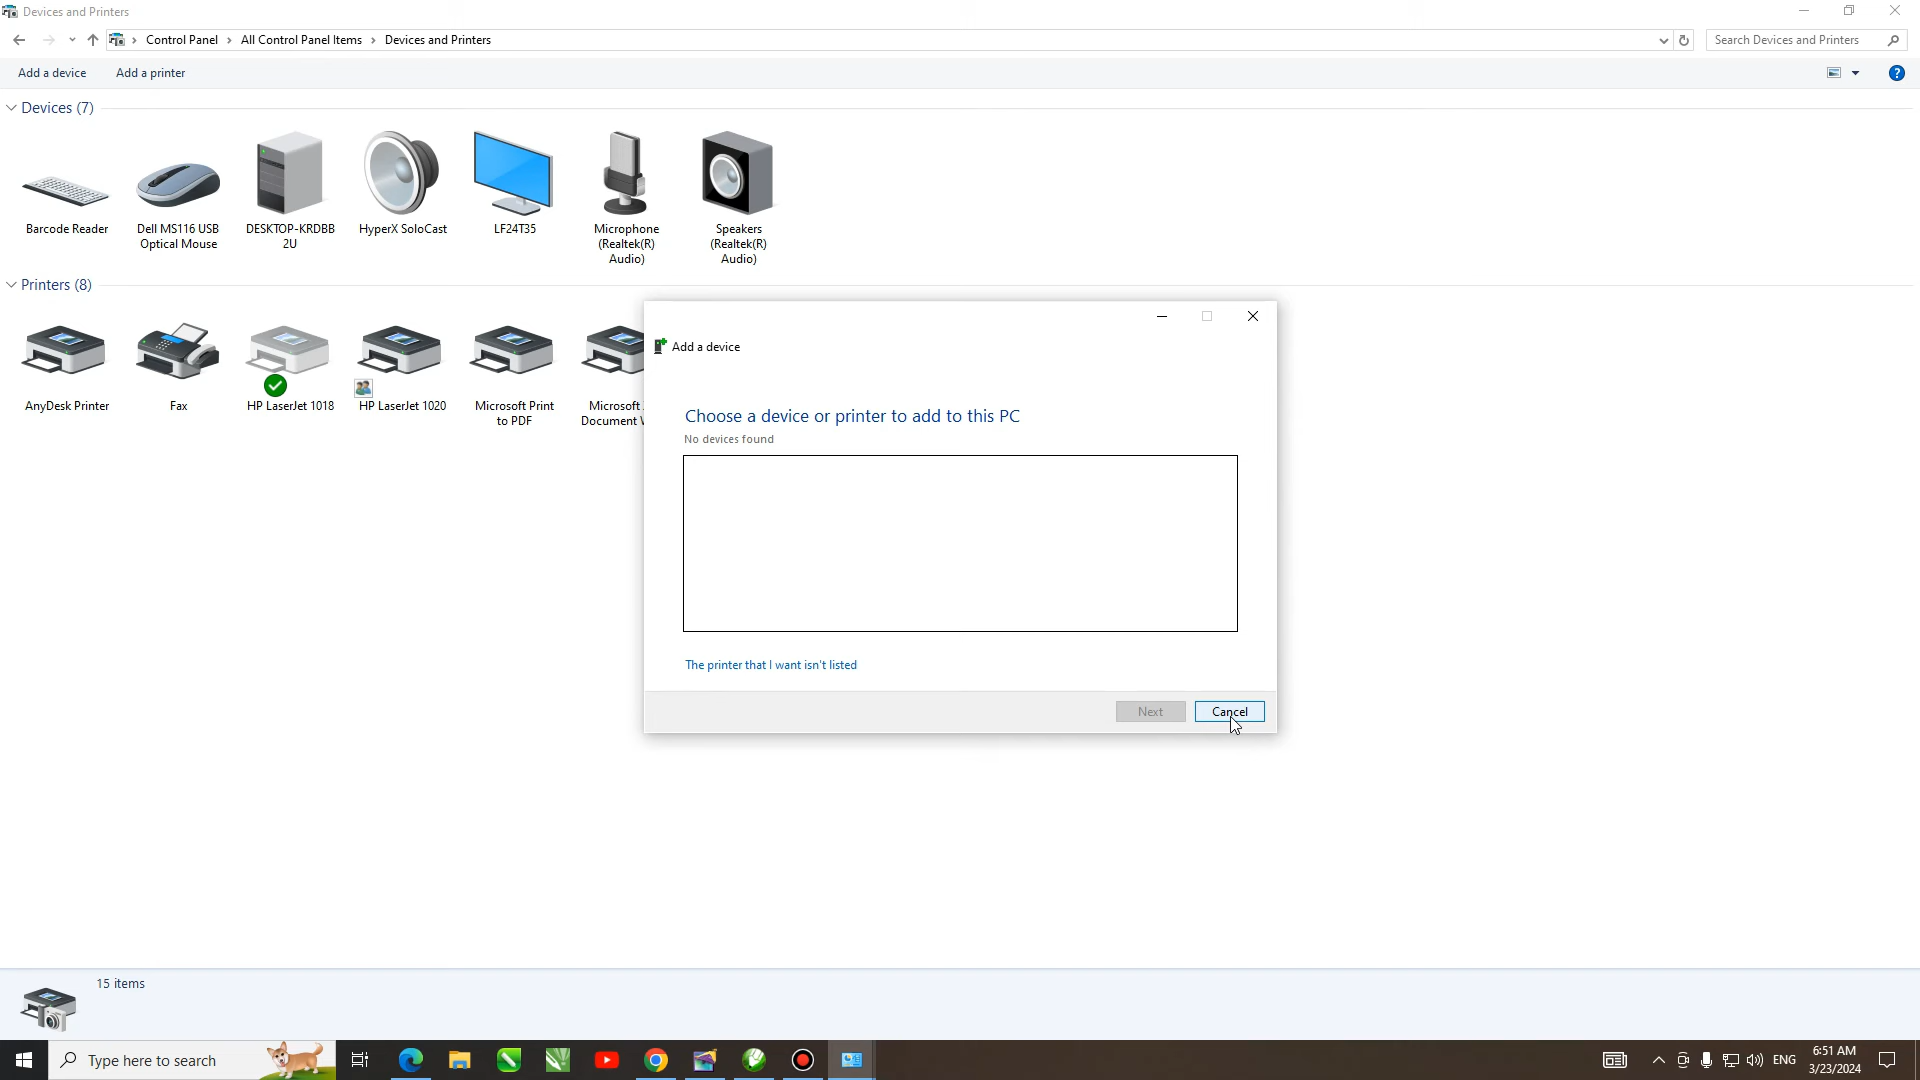 Devices and Printers
Control Panel > All Control Panel Items > Devices and Printers
Search Devices and Printers
Add a device
Add a printer
Devices (7)
Barcode Reader
Dell MS116 USB
Optical Mouse
DESKTOP-KRDBB
2U
HyperX SoloCast
LF24T35
Microphone
(Realtek(R)
Audio)
Speakers
(Realtek(R)
Audio)
Printers (8)
AnyDesk Printer
Fax
HP LaserJet 1018
HP LaserJet 1020
Microsoft Print
to PDF
Microsoft
Document
Add a device
Choose a device or printer to add to this PC
No devices found
The printer that I want isn't listed
Next
Cancel
15 items
Type here to search
ENG
6:51 AM
3/23/2024